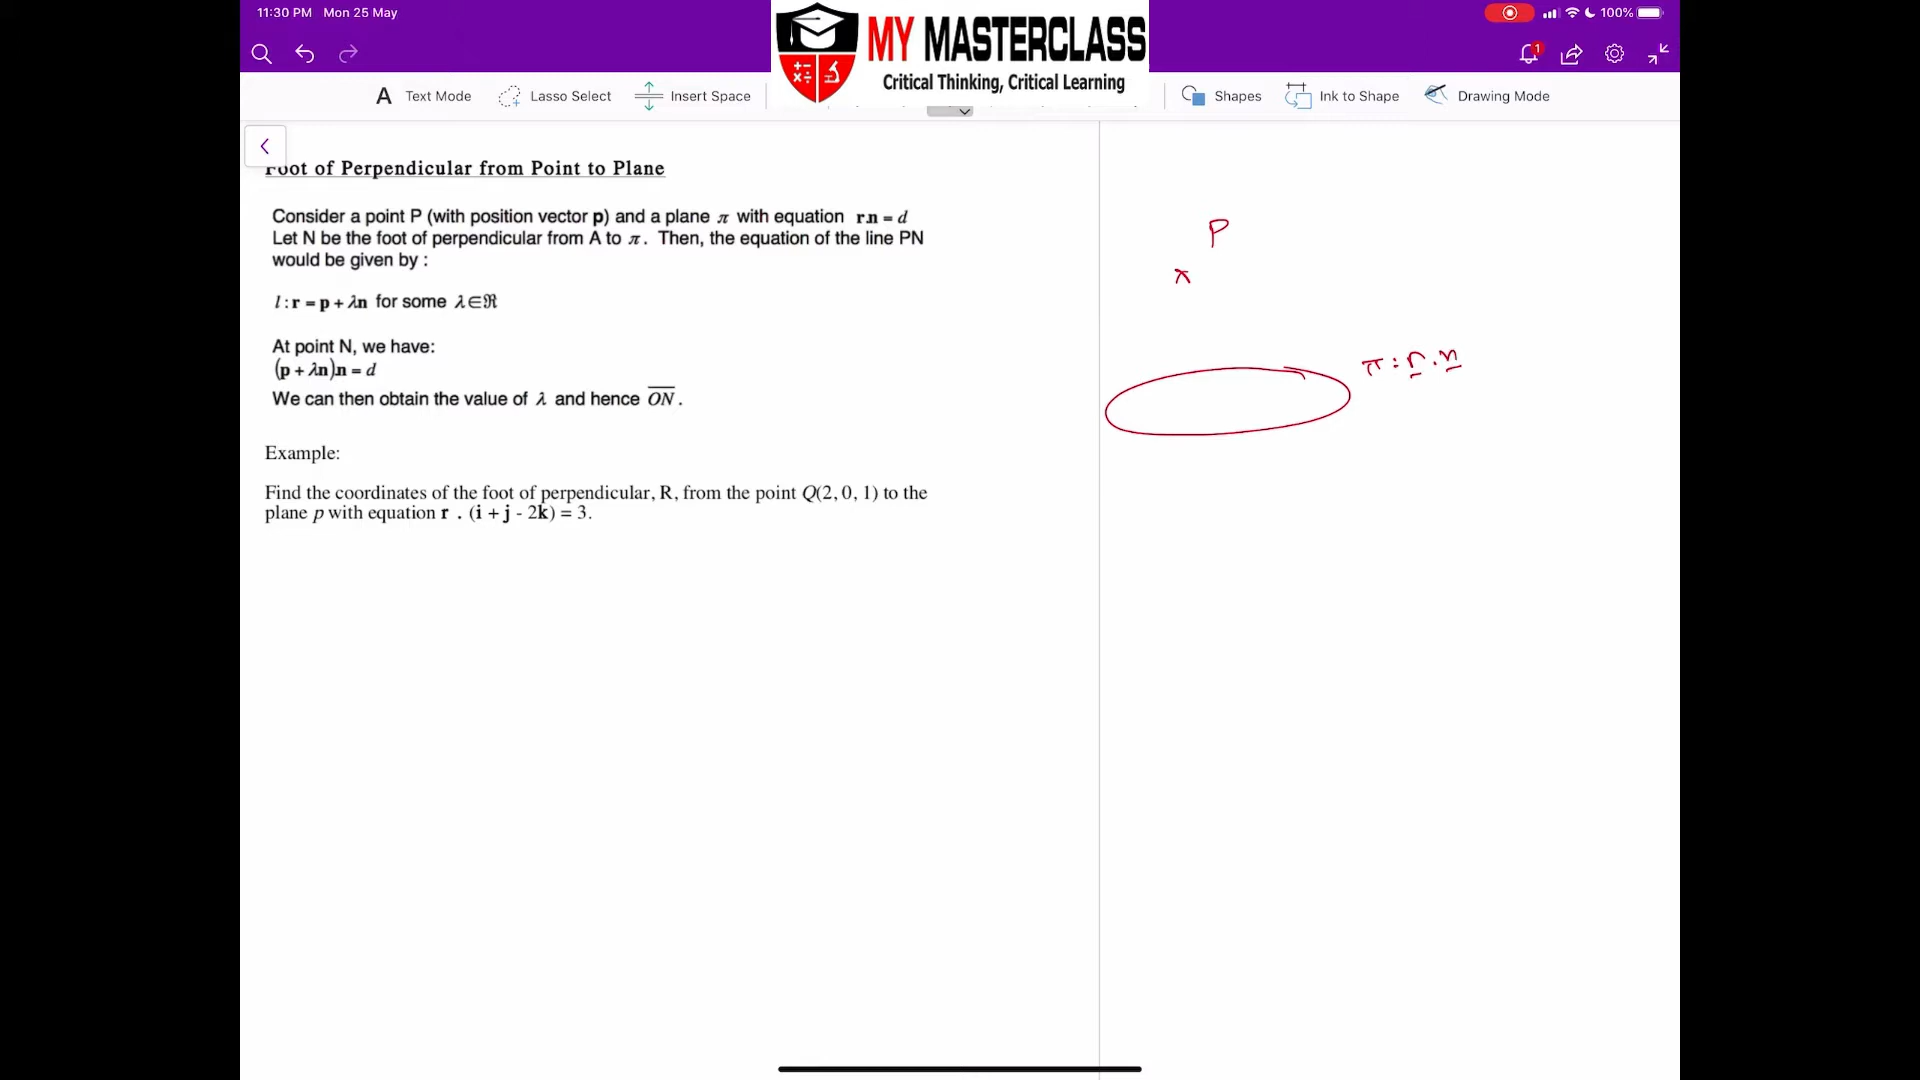 11:30 PM Mon 25 May
100%
MY MASTERCLASS
Critical Thinking, Critical Learning
1
A Text Mode
Lasso Select
Insert Space
Shapes
Ink to Shape
Drawing Mode
Foot of Perpendicular from Point to Plane
Consider a point P (with position vector p) and a plane π with equation r.n = d
Let N be the foot of perpendicular from A to π. Then, the equation of the line PN
would be given by :
l : r = p + λn for some λ∈ℜ
At point N, we have:
(p + λn).n = d
We can then obtain the value of λ and hence ON.
Example:
Find the coordinates of the foot of perpendicular, R, from the point Q(2, 0, 1) to the
plane p with equation r . (i + j - 2k) = 3.
P
x
π : r . n